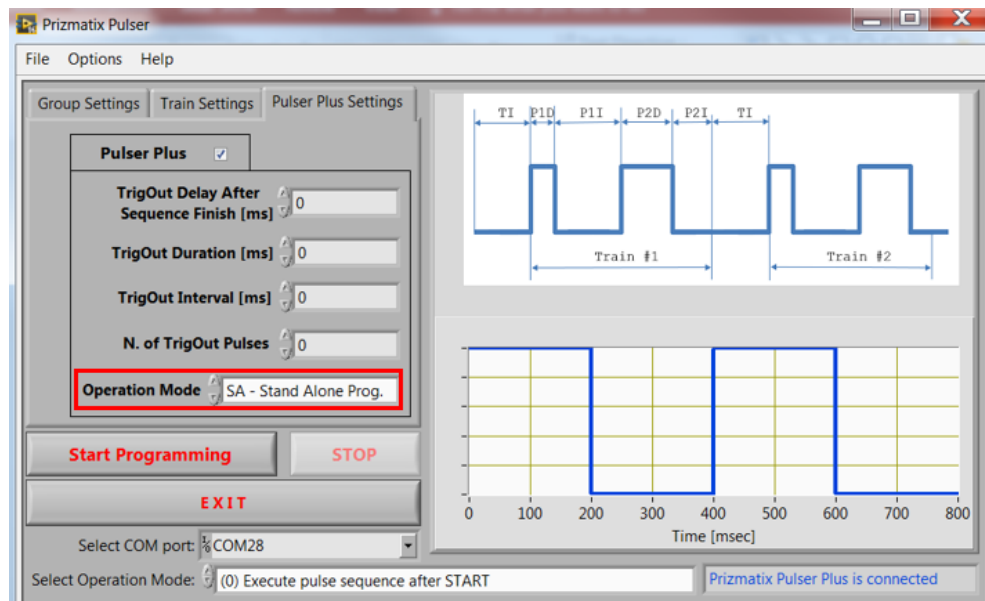 Prizmatix Pulser
File Options Help
Group Settings Train Settings Pulser Plus Settings
Pulser Plus
TrigOut Delay After
Sequence Finish [ms] 0
TrigOut Duration [ms] 0
TrigOut Interval [ms] 0
N. of TrigOut Pulses 0
Operation Mode SA - Stand Alone Prog.
Start Programming STOP
EXIT
Select COM port: COM28
Select Operation Mode: (0) Execute pulse sequence after START
TI P1D P1I P2D P2I TI
Train #1 Train #2
0 100 200 300 400 500 600 700 800
Time [msec]
Prizmatix Pulser Plus is connected